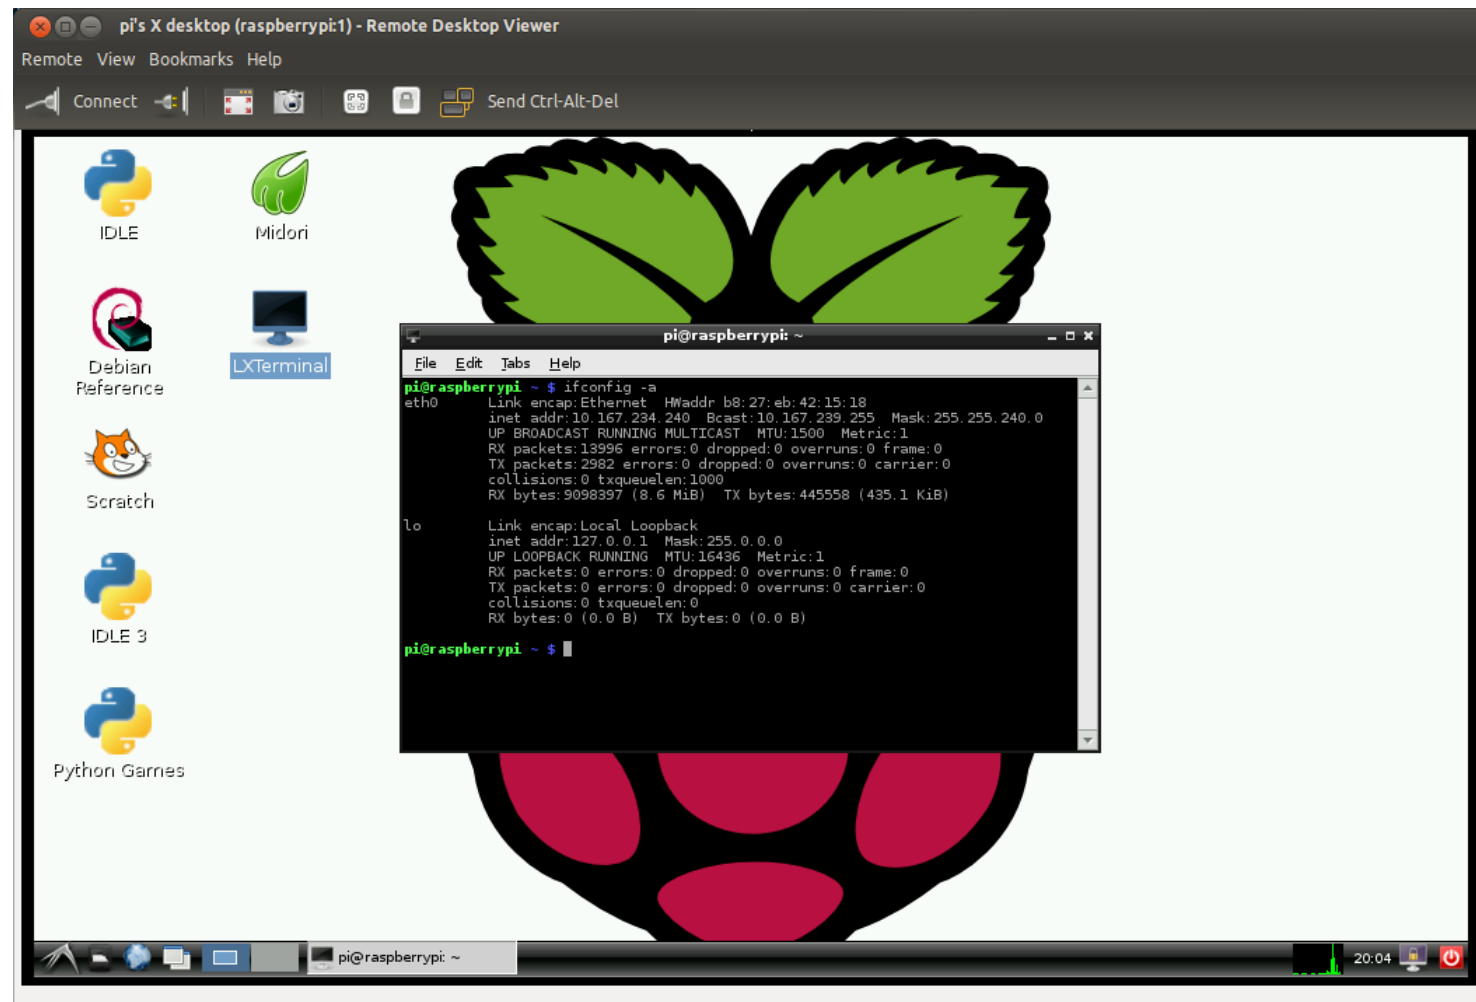 pi's X desktop (raspberrypi:1) - Remote Desktop Viewer
Remote View Bookmarks Help
Connect Send Ctrl-Alt-Del
IDLE
Midori
Debian
Reference
LXTerminal
Scratch
IDLE 3
Python Games
pi@raspberrypi: ~
File Edit Tabs Help
pi@raspberrypi ~ $ ifconfig -a
eth0 Link encap:Ethernet HWaddr b8:27:eb:42:15:18
inet addr:10.167.234.240 Bcast:10.167.239.255 Mask:255.255.240.0
UP BROADCAST RUNNING MULTICAST MTU:1500 Metric:1
RX packets:13996 errors:0 dropped:0 overruns:0 frame:0
TX packets:2982 errors:0 dropped:0 overruns:0 carrier:0
collisions:0 txqueuelen:1000
RX bytes:9098397 (8.6 MiB) TX bytes:445558 (435.1 KiB)
lo Link encap:Local Loopback
inet addr:127.0.0.1 Mask:255.0.0.0
UP LOOPBACK RUNNING MTU:16436 Metric:1
RX packets:0 errors:0 dropped:0 overruns:0 frame:0
TX packets:0 errors:0 dropped:0 overruns:0 carrier:0
collisions:0 txqueuelen:0
RX bytes:0 (0.0 B) TX bytes:0 (0.0 B)
pi@raspberrypi ~ $
pi@raspberrypi: ~
20:04